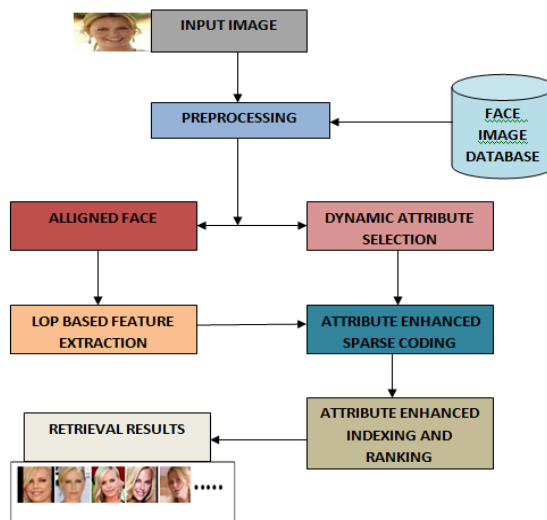 INPUT IMAGE
PREPROCESSING
FACE
IMAGE
DATABASE
ALLIGNED FACE
DYNAMIC ATTRIBUTE
SELECTION
LOP BASED FEATURE
EXTRACTION
ATTRIBUTE ENHANCED
SPARSE CODING
ATTRIBUTE ENHANCED
INDEXING AND
RANKING
RETRIEVAL RESULTS